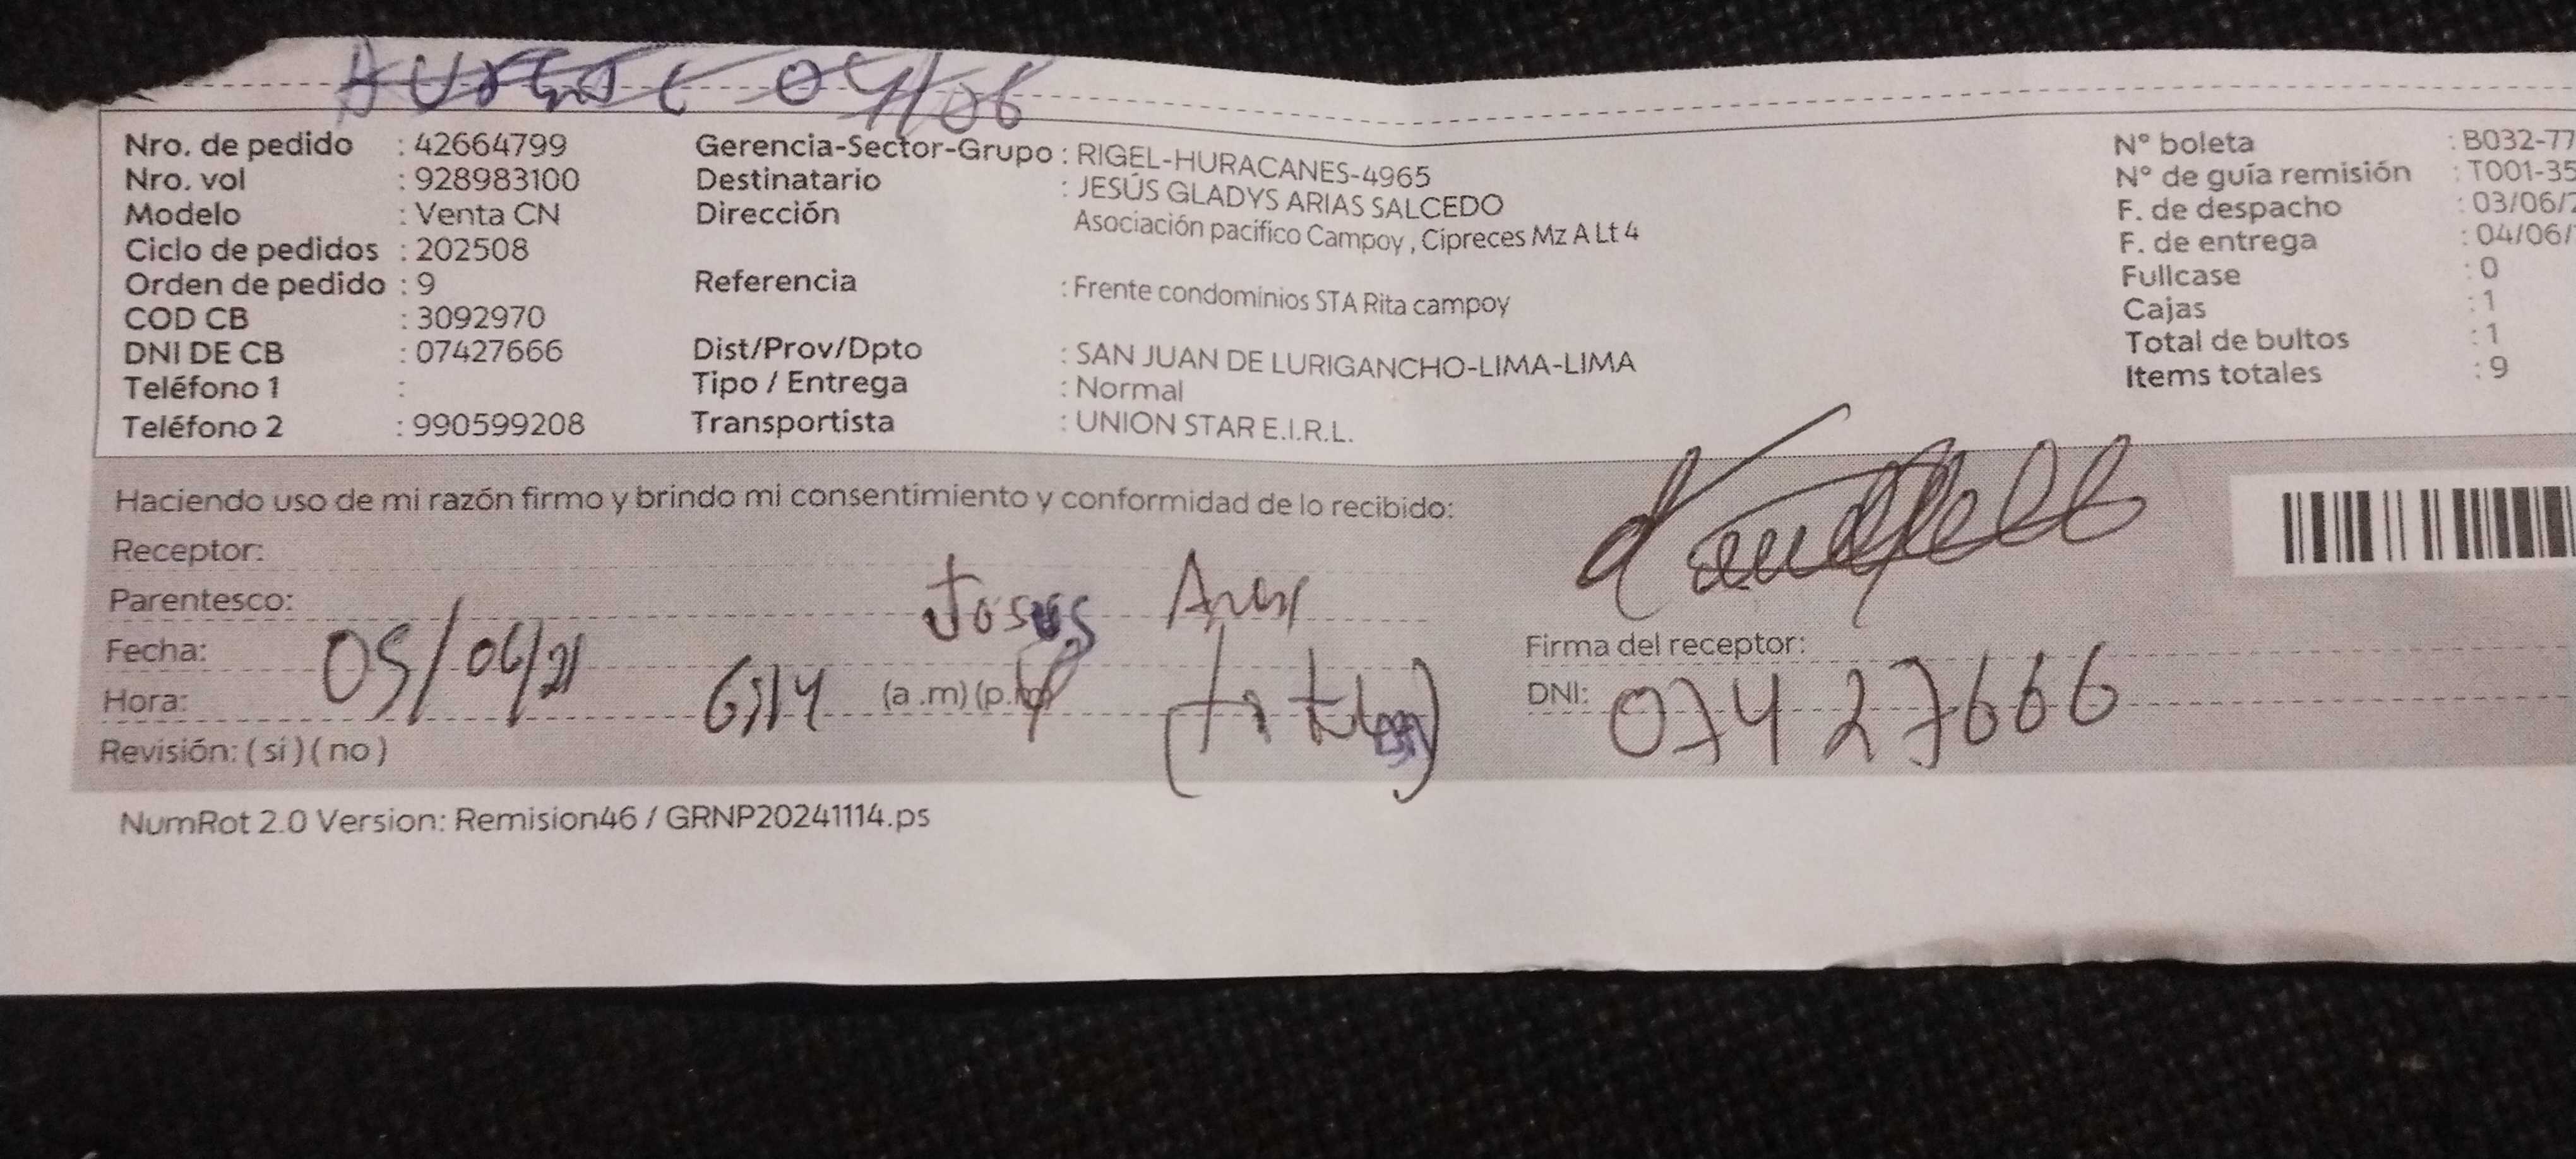 04/06
Nro. de pedido : 42664799
Nro. vol : 928983100
Modelo : Venta CN
Ciclo de pedidos : 202508
Orden de pedido : 9
COD CB : 3092970
DNI DE CB : 07427666
Teléfono 1 :
Teléfono 2 : 990599208
Gerencia-Sector-Grupo : RIGEL-HURACANES-4965
Destinatario : JESÚS GLADYS ARIAS SALCEDO
Dirección Asociación pacifico Campoy , Cipreces Mz A Lt 4
Referencia : Frente condominios STA Rita campoy
Dist/Prov/Dpto : SAN JUAN DE LURIGANCHO-LIMA-LIMA
Tipo / Entrega : Normal
Transportista : UNION STAR E.I.R.L.
N° boleta : B032-77
N° de guía remisión : T001-35
F. de despacho : 03/06/2
F. de entrega : 04/06/
Fullcase : 0
Cajas : 1
Total de bultos : 1
Items totales : 9
Haciendo uso de mi razón firmo y brindo mi consentimiento y conformidad de lo recibido:
Receptor:
Parentesco:
Fecha:
Hora: (a.m) (p.m)
Revisión: ( sí ) ( no )
Firma del receptor:
DNI: 07427666
NumRot 2.0 Version: Remision46 / GRNP20241114.ps